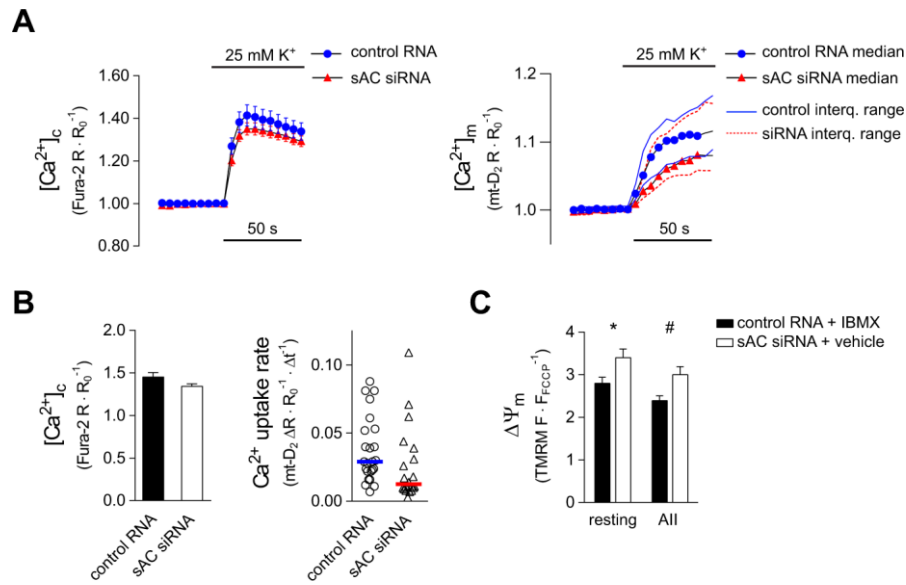 A
25 mM K⁺
control RNA
sAC siRNA
[Ca²⁺]c
(Fura-2 R · R₀⁻¹)
1.60
1.40
1.20
1.00
0.80
50 s
25 mM K⁺
control RNA median
sAC siRNA median
control interq. range
siRNA interq. range
[Ca²⁺]m
(mt-D₂ R · R₀⁻¹)
1.2
1.1
1.0
50 s
B
[Ca²⁺]c
(Fura-2 R · R₀⁻¹)
2.0
1.5
1.0
0.5
0.0
control RNA
sAC siRNA
Ca²⁺ uptake rate
(mt-D₂ ΔR · R₀⁻¹ · Δt⁻¹)
0.10
0.05
0.00
control RNA
sAC siRNA
C
control RNA + IBMX
sAC siRNA + vehicle
ΔΨm
(TMRM F · F_FCCP⁻¹)
4
3
2
1
0
* #
resting AII